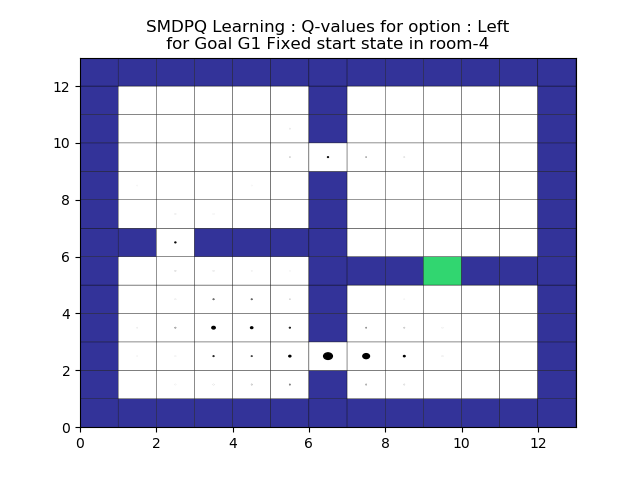 SMDPQ Learning : Q-values for option : Left
for Goal G1 Fixed start state in room-4
12
10
8
6
4
2
0
0 2 4 6 8 10 12